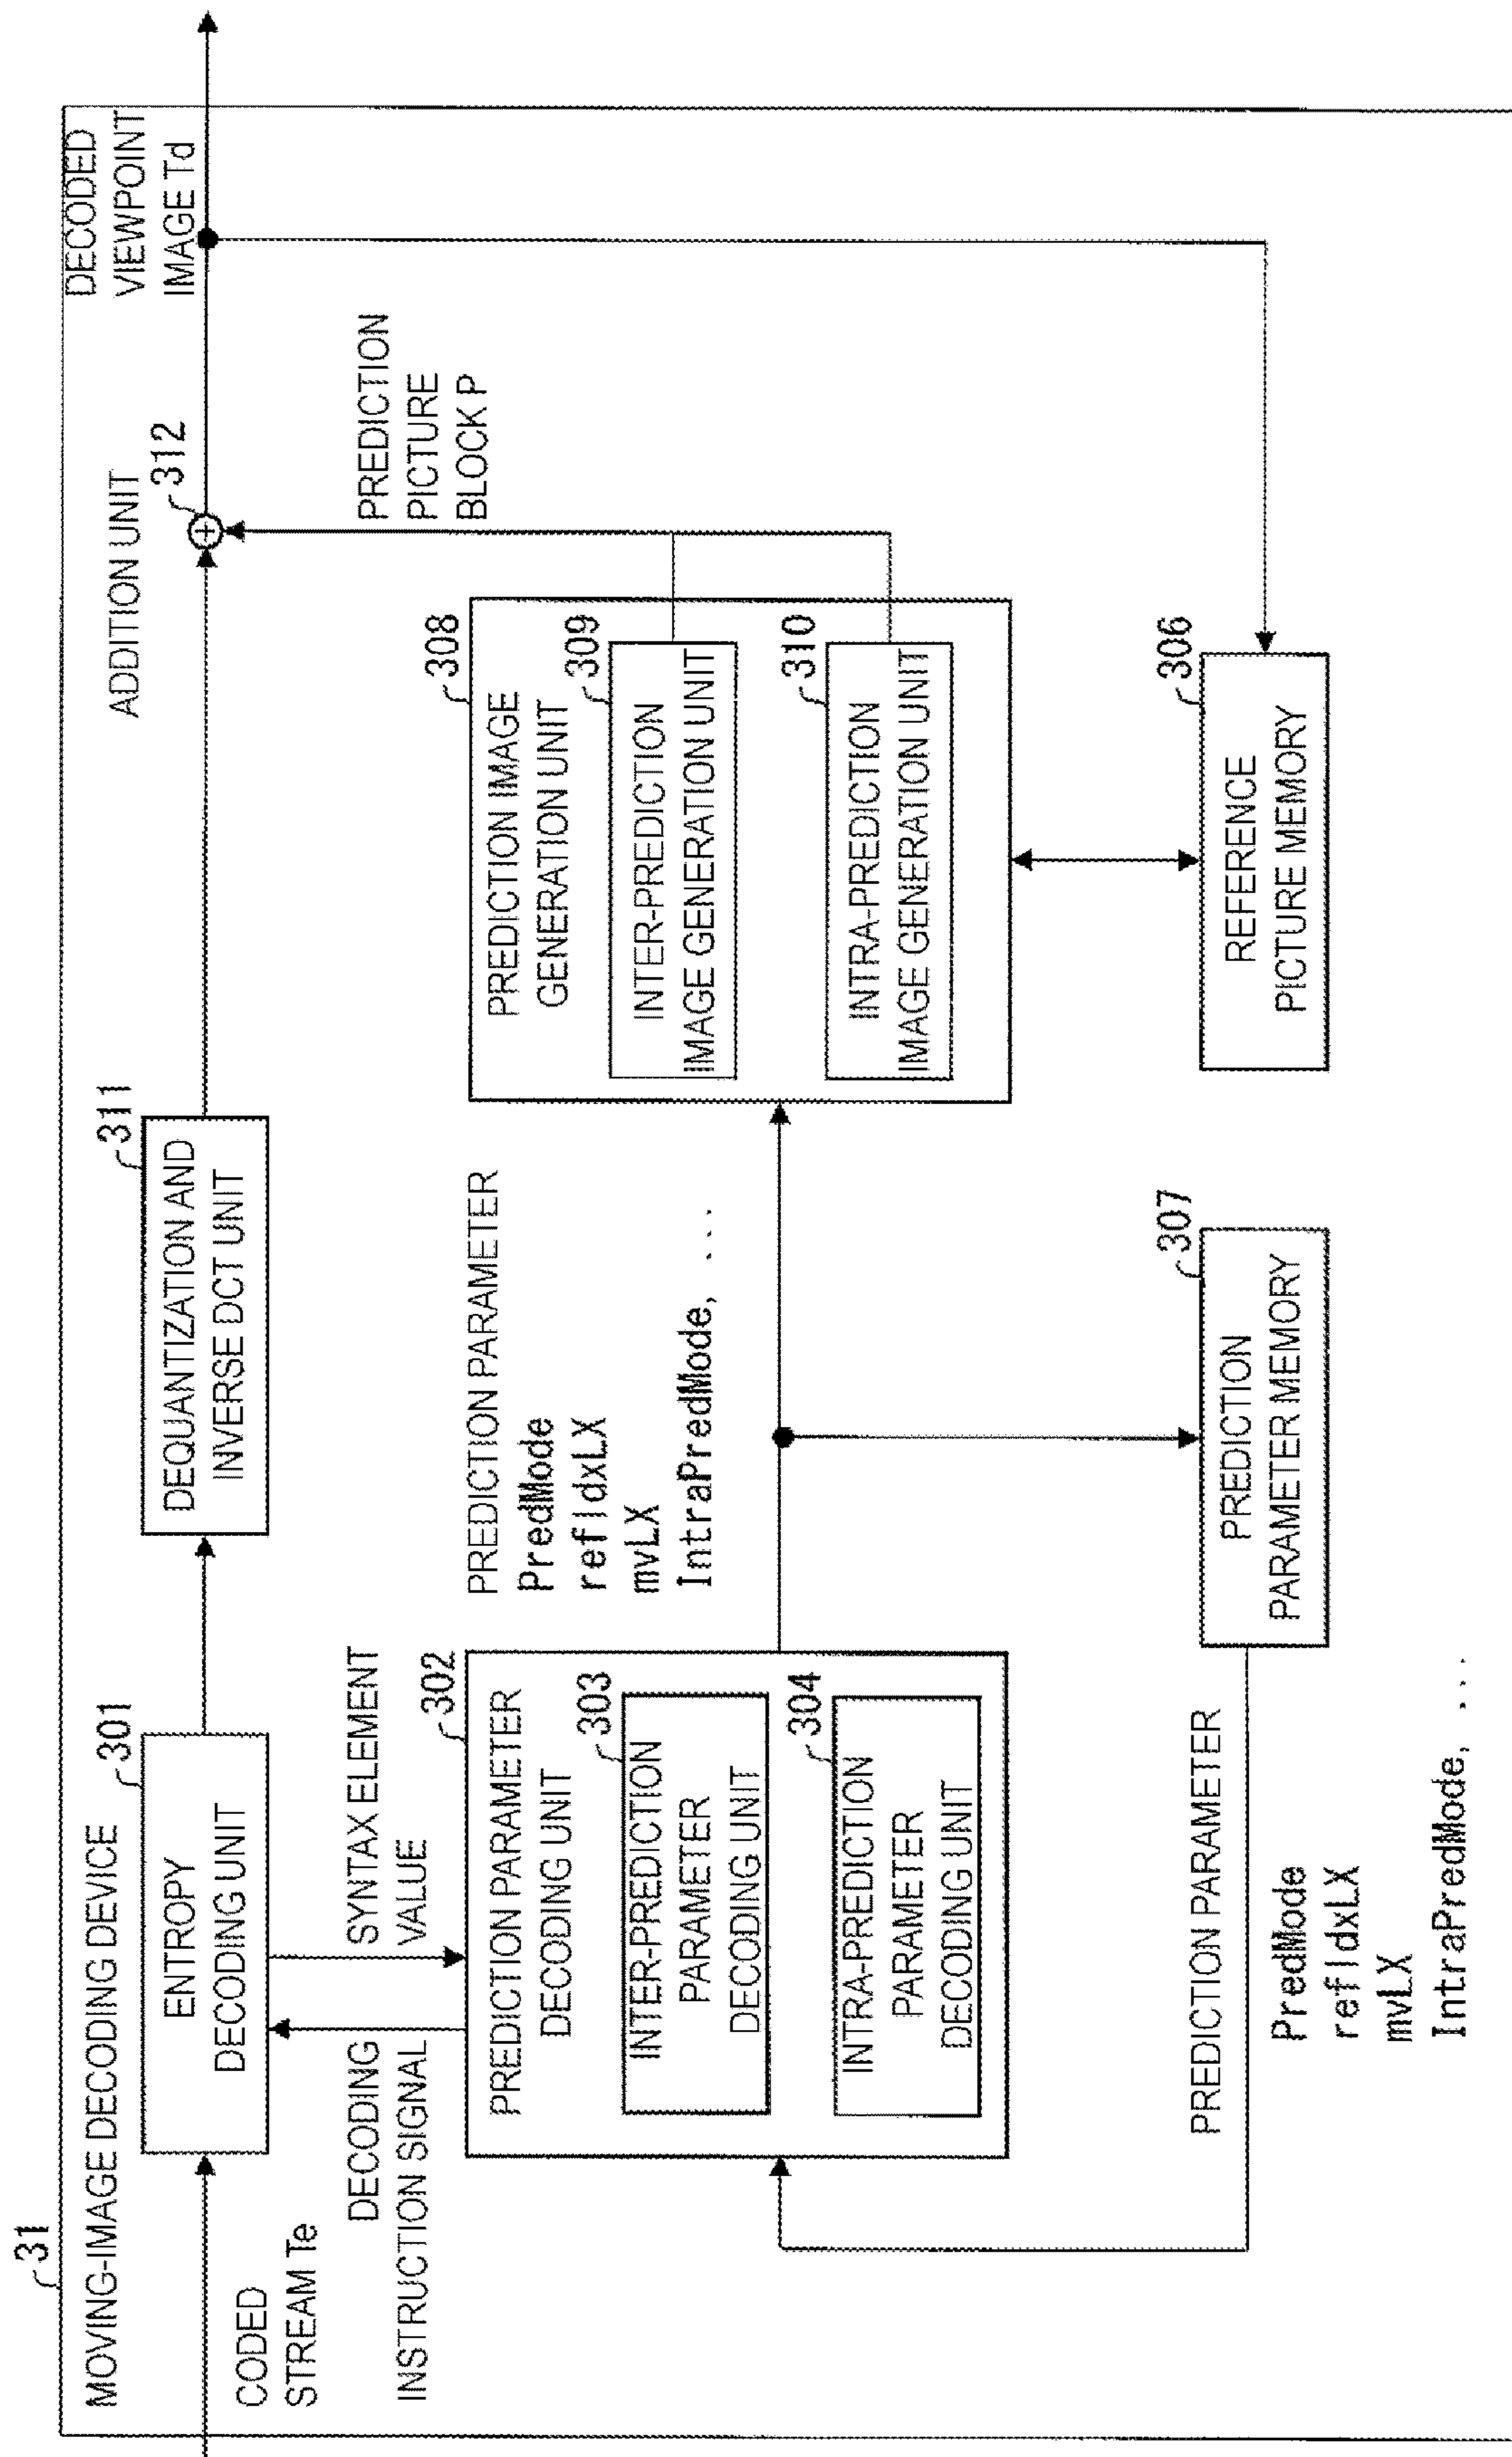 31
MOVING-IMAGE DECODING DEVICE
CODED
STREAM Te
301
ENTROPY
DECODING UNIT
311
DEQUANTIZATION AND
INVERSE DCT UNIT
ADDITION UNIT
312
DECODED
VIEWPOINT
IMAGE Td
DECODING
INSTRUCTION SIGNAL
SYNTAX ELEMENT
VALUE
302
PREDICTION PARAMETER
DECODING UNIT
303
INTER-PREDICTION
PARAMETER
DECODING UNIT
304
INTRA-PREDICTION
PARAMETER
DECODING UNIT
PREDICTION PARAMETER
PredMode
refIdxLX
mvLX
IntraPredMode, ...
308
PREDICTION IMAGE
GENERATION UNIT
309
INTER-PREDICTION
IMAGE GENERATION UNIT
310
INTRA-PREDICTION
IMAGE GENERATION UNIT
PREDICTION
PICTURE
BLOCK P
307
PREDICTION
PARAMETER MEMORY
306
REFERENCE
PICTURE MEMORY
PREDICTION PARAMETER
PredMode
refIdxLX
mvLX
IntraPredMode, ...